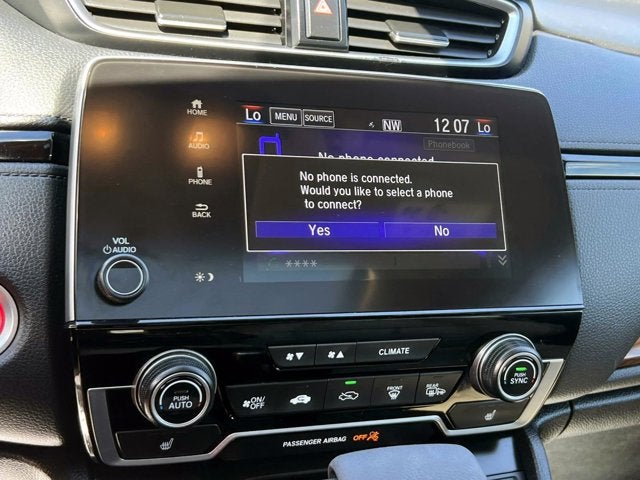 HOME
AUDIO
PHONE
BACK
VOL
AUDIO
Lo MENU SOURCE NW 12 07 Lo
Phonebook
No phone connected
No phone is connected.
Would you like to select a phone
to connect?
Yes No
****
CLIMATE
PUSH
AUTO
ON/
OFF
FRONT
REAR
PUSH
SYNC
PASSENGER AIRBAG OFF